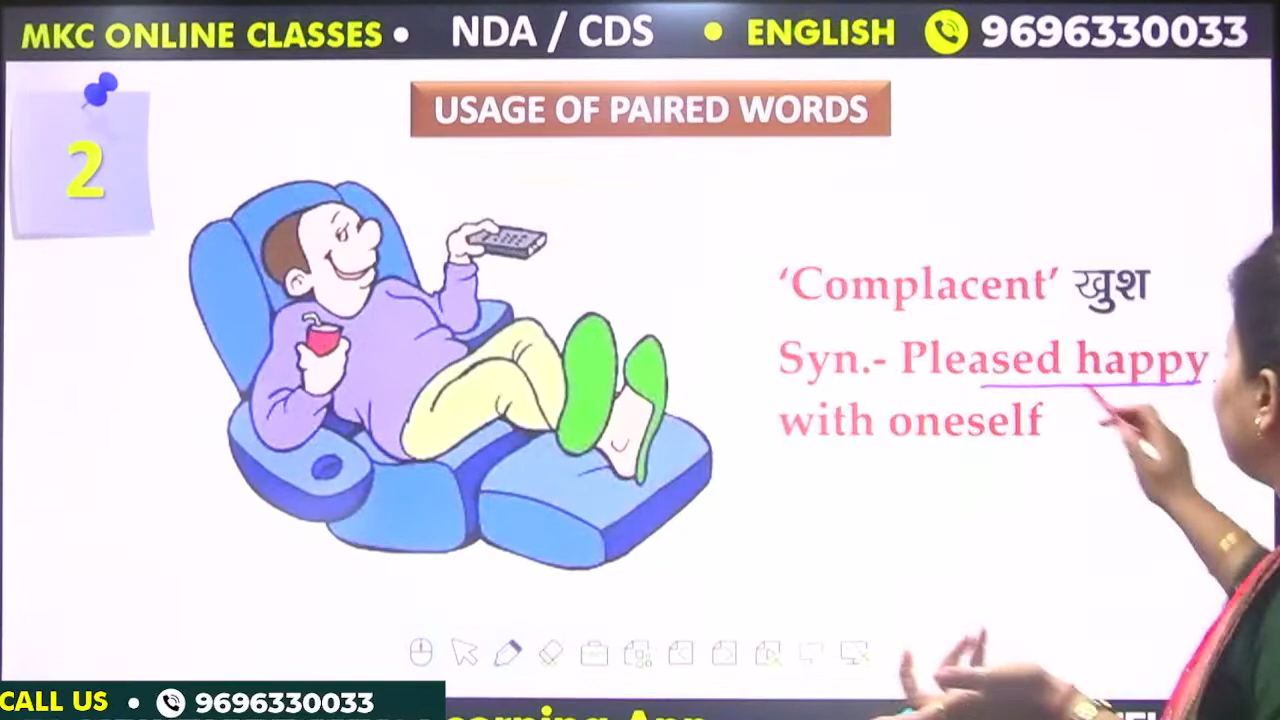 MKC ONLINE CLASSES • NDA / CDS • ENGLISH 9696330033
USAGE OF PAIRED WORDS
2
‘Complacent’ खुश
Syn.- Pleased happy
with oneself
CALL US • 9696330033